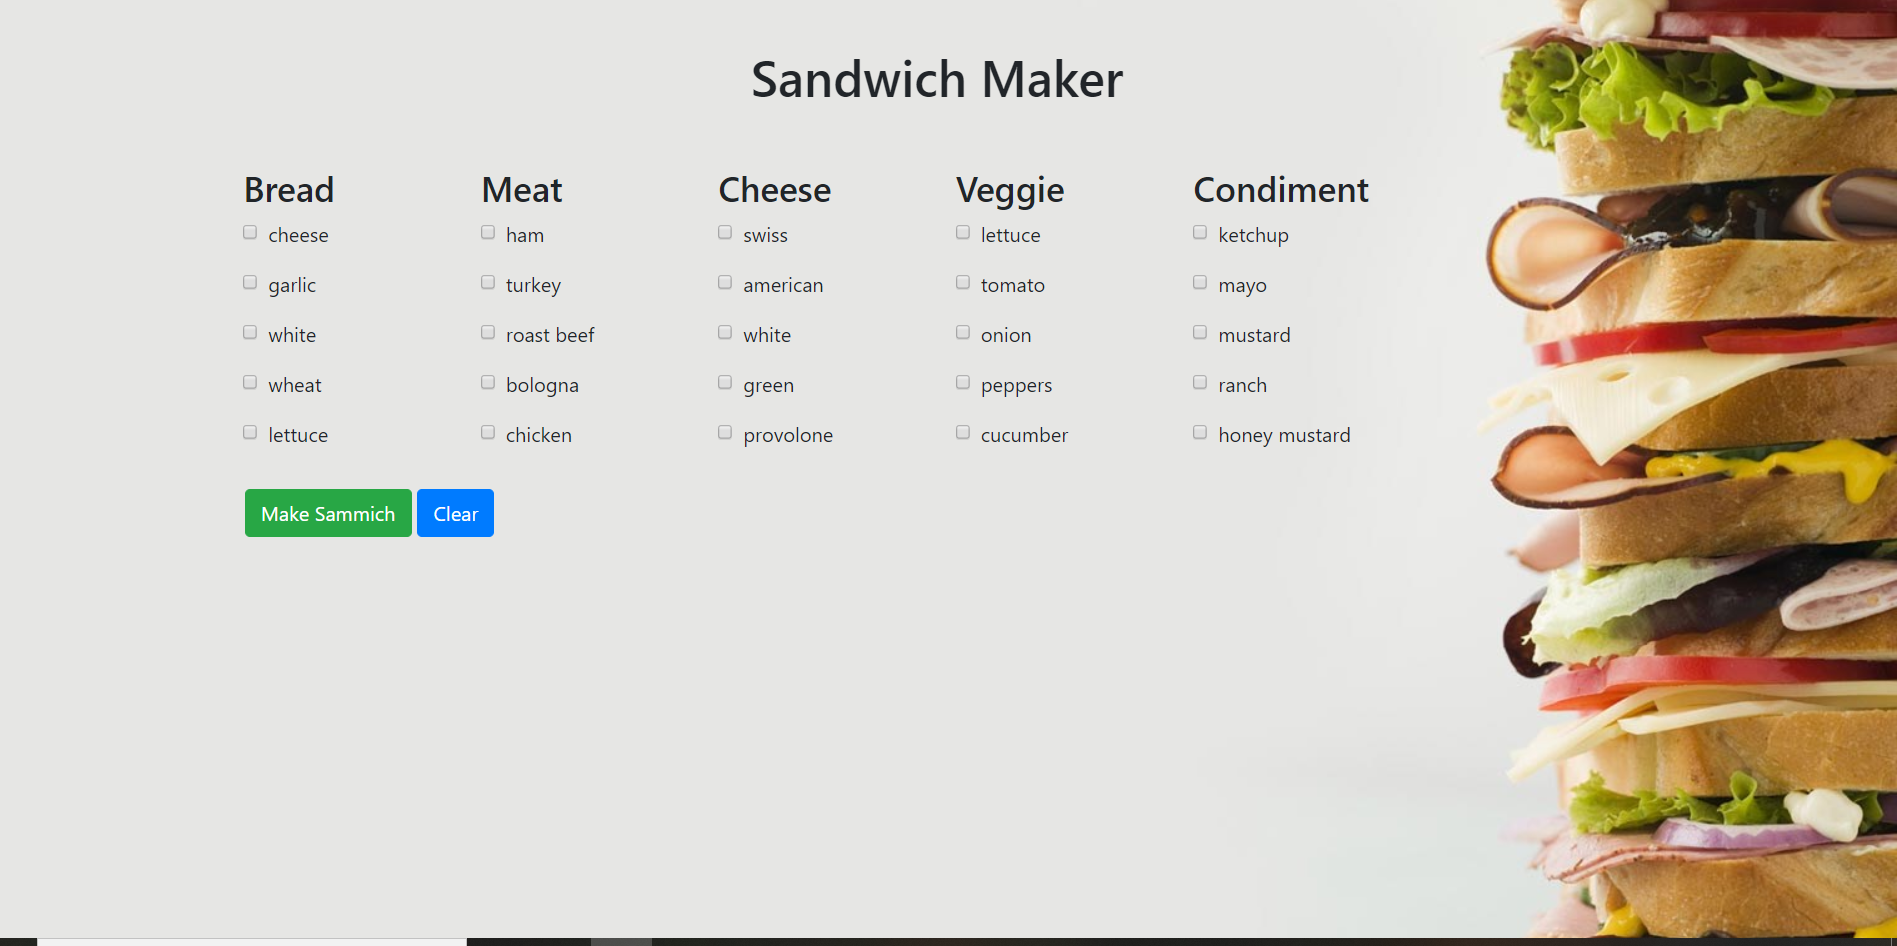 Sandwich Maker
Bread
cheese
garlic
white
wheat
lettuce
Meat
ham
turkey
roast beef
bologna
chicken
Cheese
swiss
american
white
green
provolone
Veggie
lettuce
tomato
onion
peppers
cucumber
Condiment
ketchup
mayo
mustard
ranch
honey mustard
Make Sammich
Clear